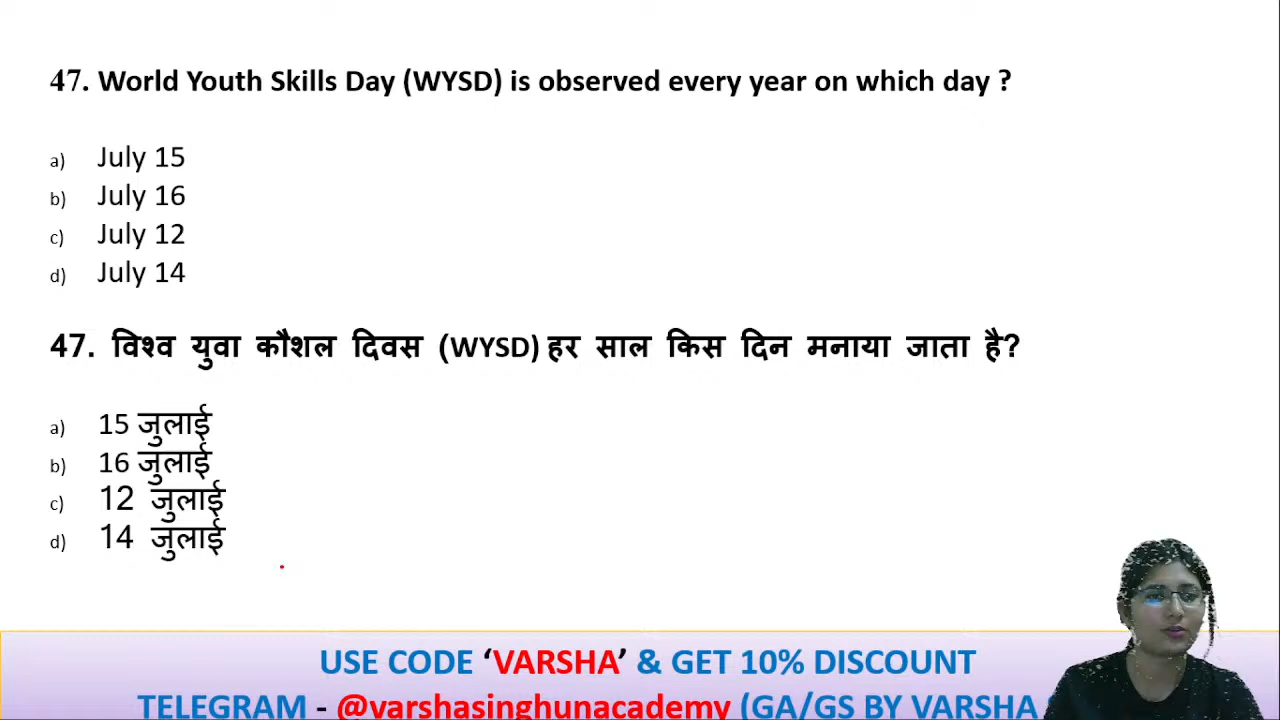 47. World Youth Skills Day (WYSD) is observed every year on which day ?
a) July 15
b) July 16
c) July 12
d) July 14
47. विश्व युवा कौशल दिवस (WYSD) हर साल किस दिन मनाया जाता है?
a) 15 जुलाई
b) 16 जुलाई
c) 12 जुलाई
d) 14 जुलाई
USE CODE ‘VARSHA’ & GET 10% DISCOUNT
TELEGRAM - @varshasinghunacademy (GA/GS BY VARSHA